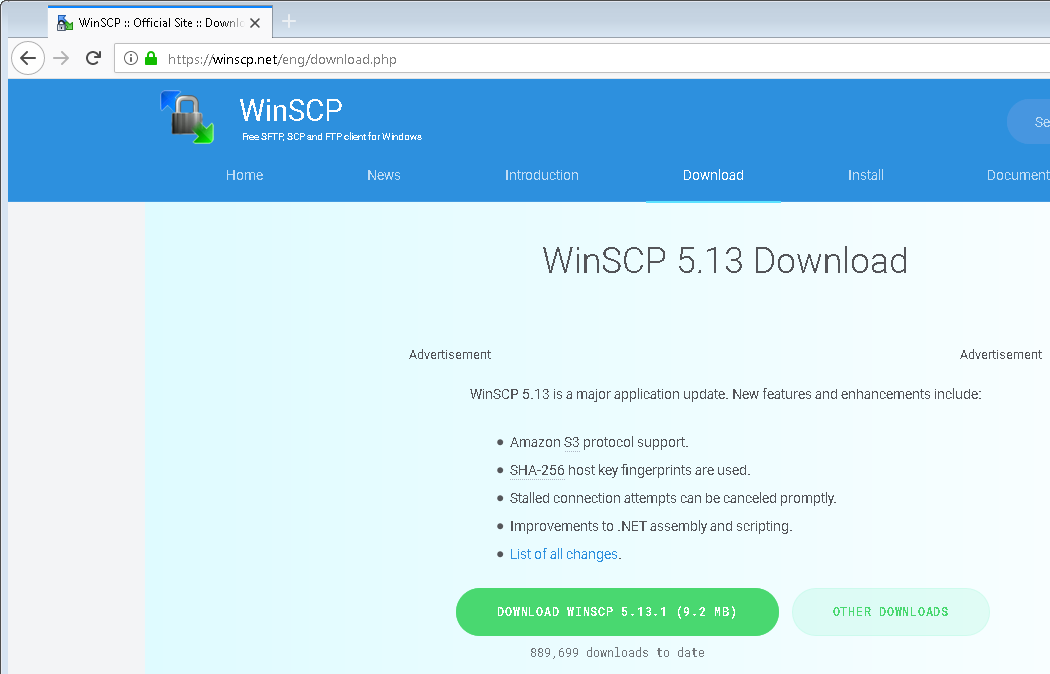 WinSCP :: Official Site :: Downlo
https://winscp.net/eng/download.php
WinSCP
Free SFTP, SCP and FTP client for Windows
Se
Home News Introduction Download Install Document
WinSCP 5.13 Download
Advertisement Advertisement
WinSCP 5.13 is a major application update. New features and enhancements include:
• Amazon S3 protocol support.
• SHA-256 host key fingerprints are used.
• Stalled connection attempts can be canceled promptly.
• Improvements to .NET assembly and scripting.
• List of all changes.
DOWNLOAD WINSCP 5.13.1 (9.2 MB) OTHER DOWNLOADS
889,699 downloads to date